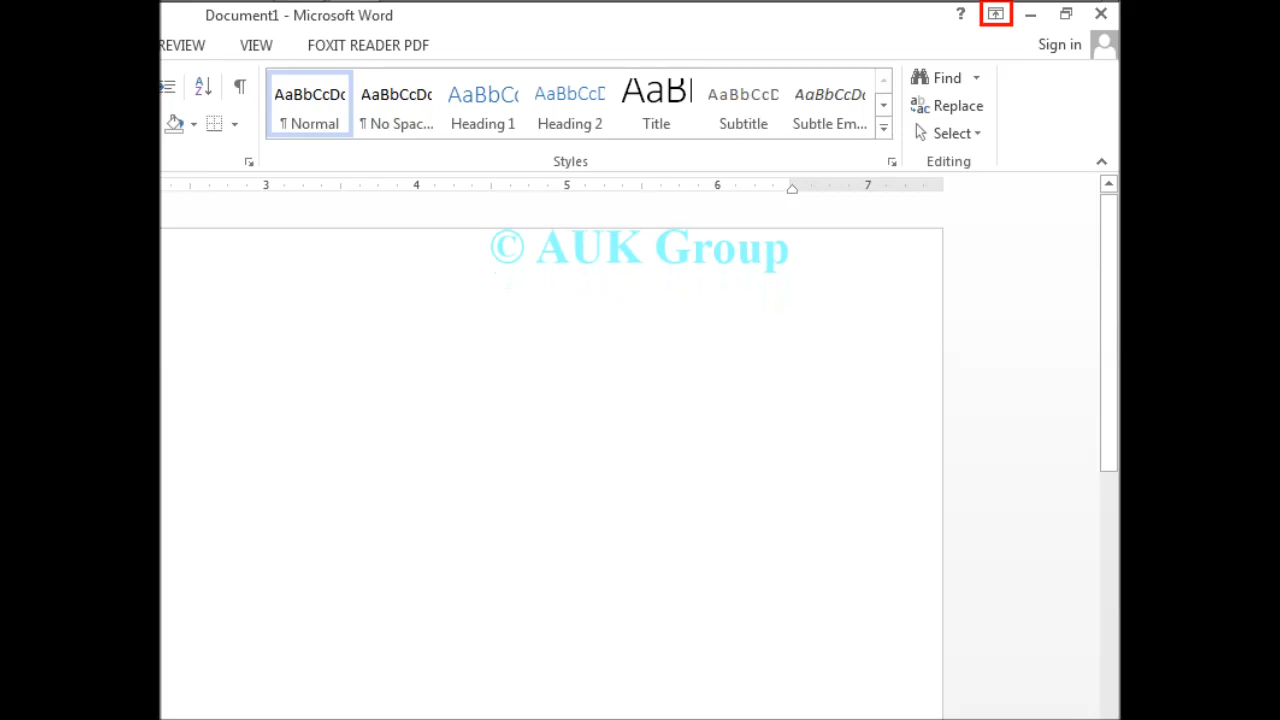 Document1 - Microsoft Word ?
REVIEW VIEW FOXIT READER PDF Sign in
AaBbCcDc AaBbCcDc AaBbCc AaBbCcD AaBl AaBbCcD AaBbCcDc
¶ Normal ¶ No Spac... Heading 1 Heading 2 Title Subtitle Subtle Em...
Styles
Find
Replace
Select
Editing
3 4 5 6 7
© AUK Group